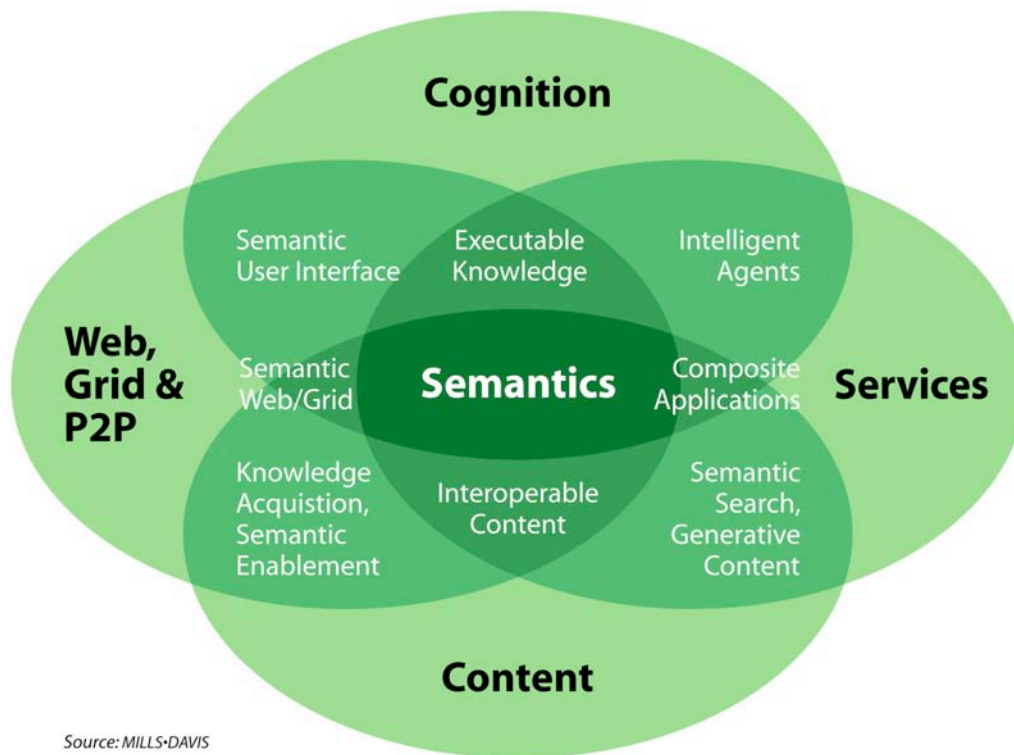 Cognition
Semantic
User Interface
Executable
Knowledge
Intelligent
Agents
Web,
Grid &
P2P
Semantic
Web/Grid
Semantics
Composite
Applications
Services
Knowledge
Acquistion,
Semantic
Enablement
Interoperable
Content
Semantic
Search,
Generative
Content
Content
Source: MILLS•DAVIS